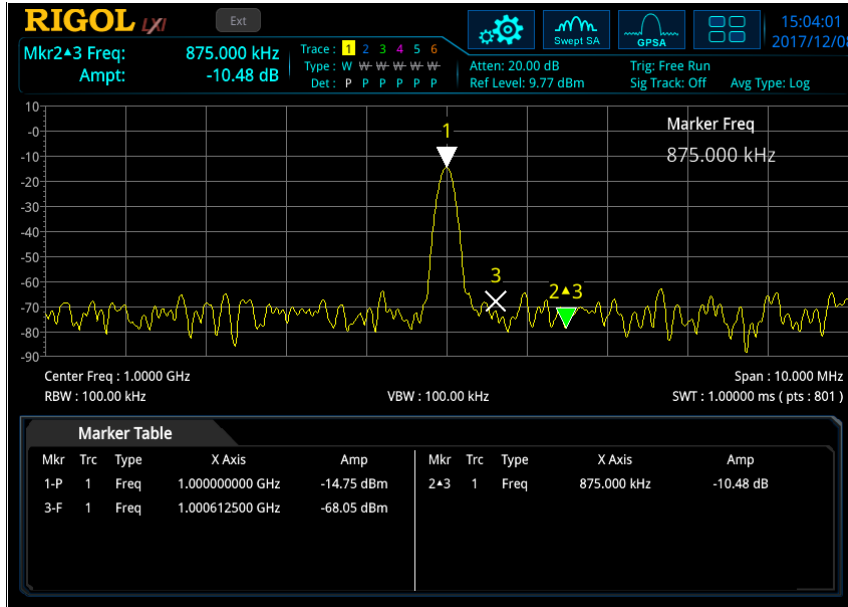 RIGOL LXI Ext 15:04:01
Swept SA GPSA 2017/12/08
Mkr2▲3 Freq: 875.000 kHz
Ampt: -10.48 dB
Trace: 1 2 3 4 5 6
Type: W W W W W W
Det: P P P P P P
Atten: 20.00 dB Trig: Free Run
Ref Level: 9.77 dBm Sig Track: Off Avg Type: Log
10
-0
-10
-20
-30
-40
-50
-60
-70
-80
-90
1
Marker Freq
875.000 kHz
3
2▲3
Center Freq : 1.0000 GHz Span : 10.000 MHz
RBW : 100.00 kHz VBW : 100.00 kHz SWT : 1.00000 ms ( pts : 801 )
Marker Table
Mkr Trc Type X Axis Amp Mkr Trc Type X Axis Amp
1-P 1 Freq 1.000000000 GHz -14.75 dBm 2▲3 1 Freq 875.000 kHz -10.48 dB
3-F 1 Freq 1.000612500 GHz -68.05 dBm